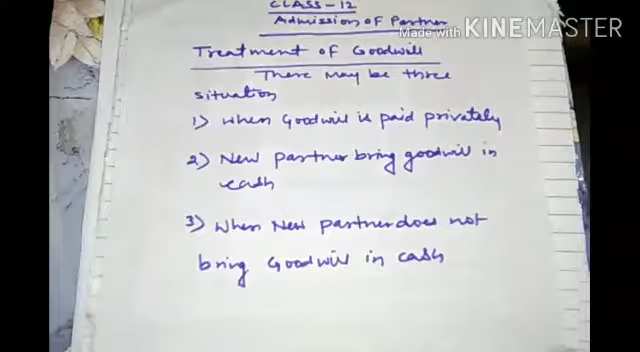 CLASS-12
Admission of Partner
Made with KINEMASTER
Treatment of Goodwill
There may be three
situation
1) When Goodwill is paid privately
2) New partner bring goodwill in
cash
3) When New partner does not
bring Goodwill in cash